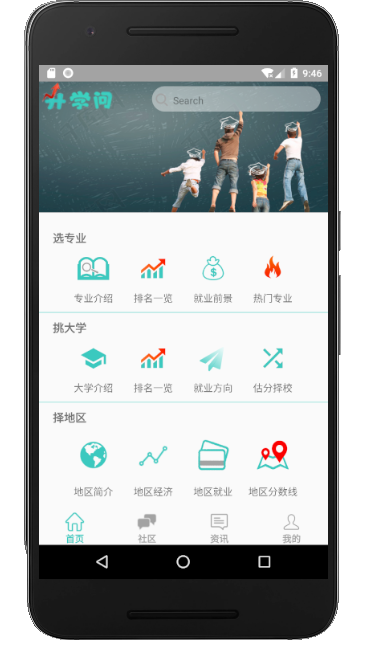 9:46
升学问
Search
选专业
专业介绍 排名一览 就业前景 热门专业
挑大学
大学介绍 排名一览 就业方向 估分择校
择地区
地区简介 地区经济 地区就业 地区分数线
首页 社区 资讯 我的